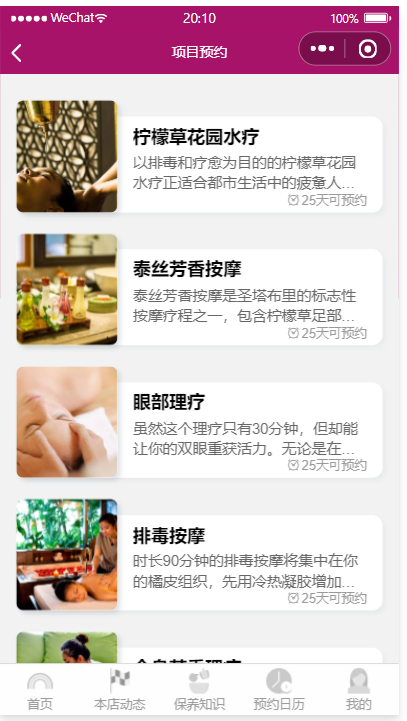 WeChat 20:10 100%
项目预约
柠檬草花园水疗
以排毒和疗愈为目的的柠檬草花园
水疗正适合都市生活中的疲惫人...
25天可预约
泰丝芳香按摩
泰丝芳香按摩是圣塔布里的标志性
按摩疗程之一，包含柠檬草足部...
25天可预约
眼部理疗
虽然这个理疗只有30分钟，但却能
让你的双眼重获活力。无论是在...
25天可预约
排毒按摩
时长90分钟的排毒按摩将集中在你
的橘皮组织，先用冷热凝胶增加...
25天可预约
首页 本店动态 保养知识 预约日历 我的